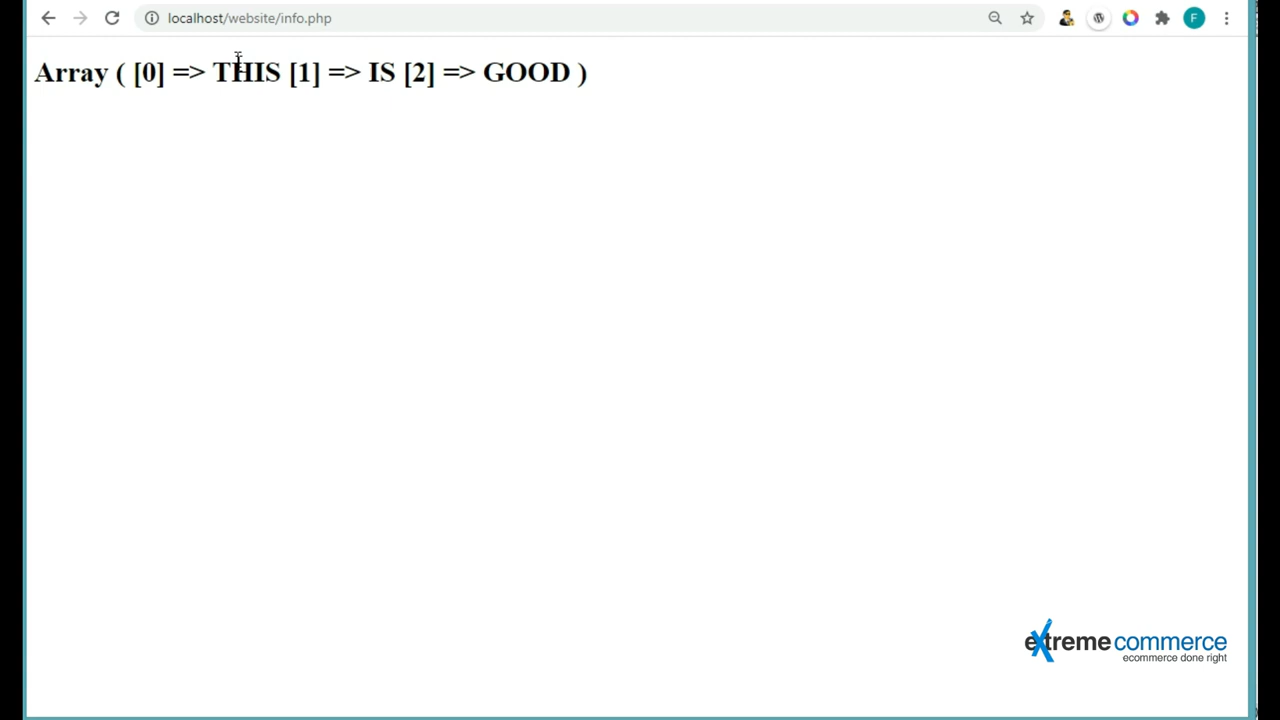 localhost/website/info.php
F
Array ( [0] => THIS [1] => IS [2] => GOOD )
extreme commerce
ecommerce done right